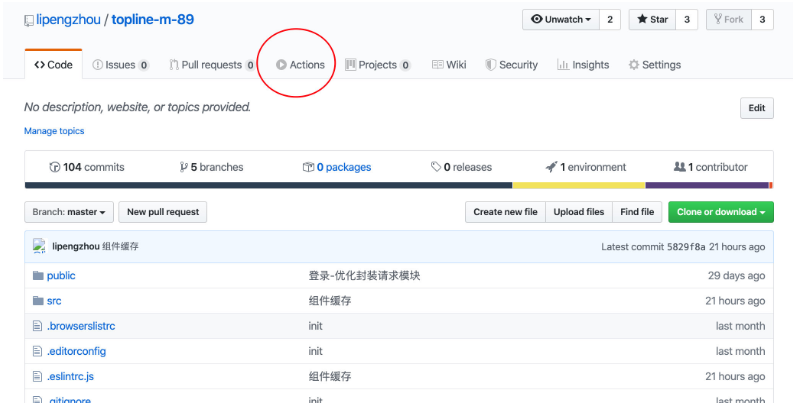 lipengzhou / topline-m-89
Unwatch 2 Star 3 Fork 3
Code Issues 0 Pull requests 0 Actions Projects 0 Wiki Security Insights Settings
No description, website, or topics provided. Edit
Manage topics
104 commits 5 branches 0 packages 0 releases 1 environment 1 contributor
Branch: master New pull request Create new file Upload files Find file Clone or download
lipengzhou 组件缓存 Latest commit 5829f8a 21 hours ago
public 登录-优化封装请求模块 29 days ago
src 组件缓存 21 hours ago
.browserslistrc init last month
.editorconfig init last month
.eslintrc.js 组件缓存 21 hours ago
.gitignore init last month